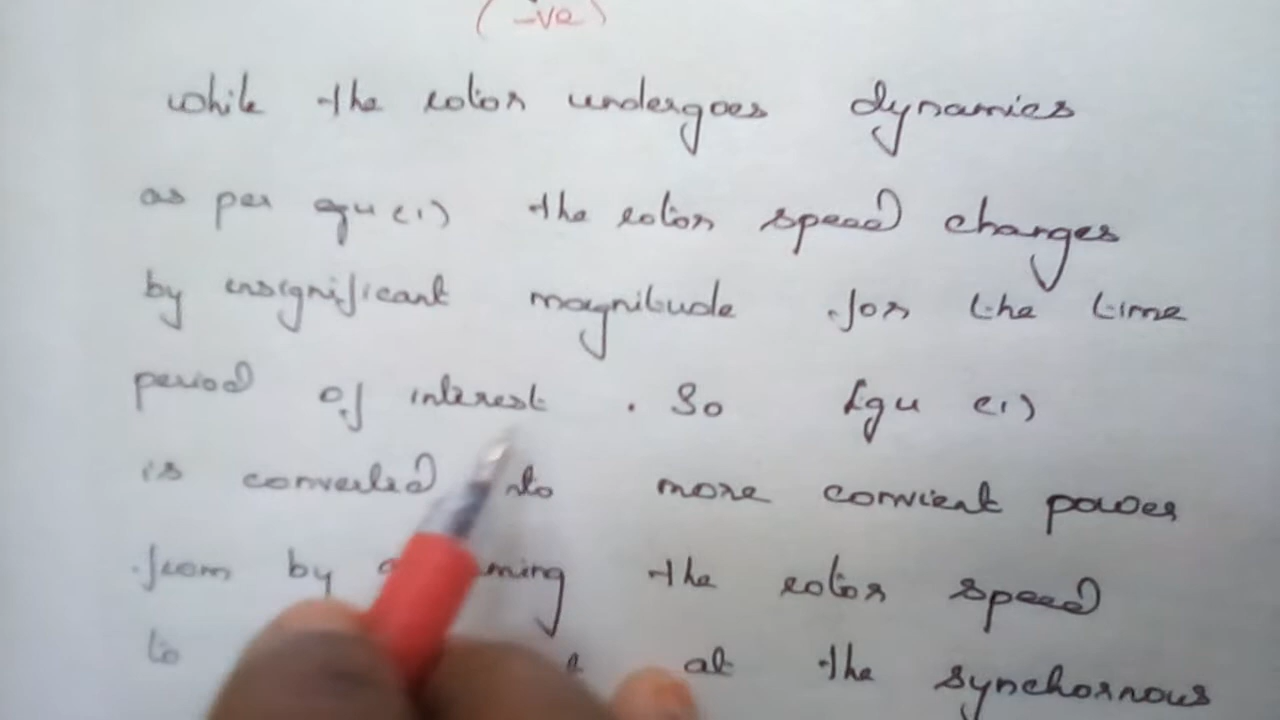 (-ve)
while the rotor undergoes dynamics
as per equ (1) the rotor speed changes
by insignificant magnitude for the time
period of interest. So Equ (1)
is converted into more convient power
from by the rotor speed
to at the synchornous